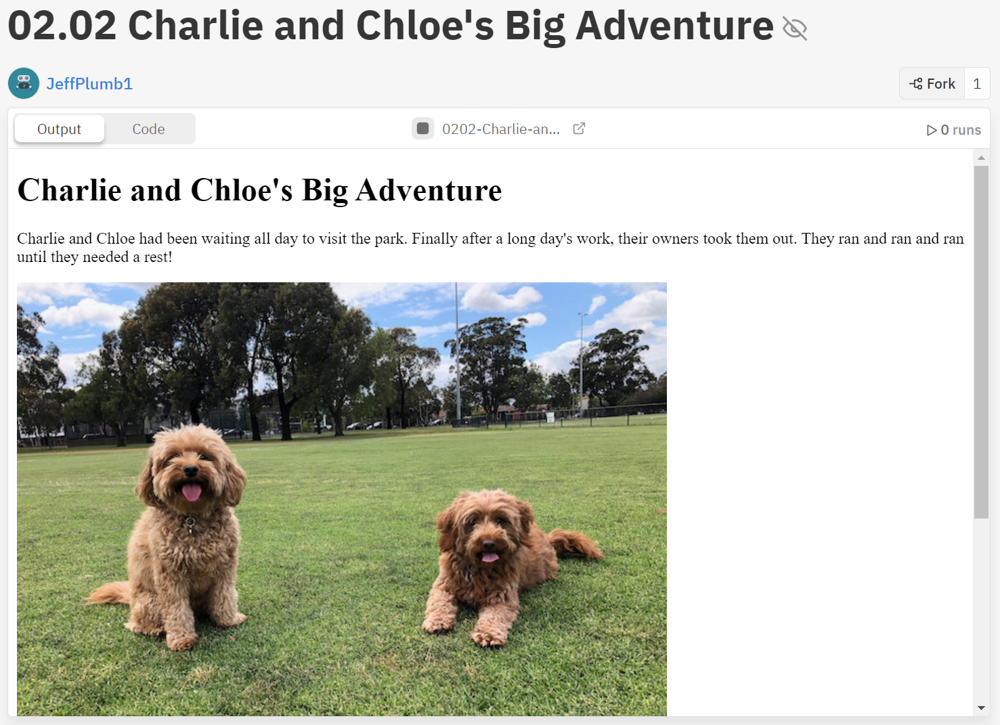 02.02 Charlie and Chloe's Big Adventure
JeffPlumb1
Fork 1
Output Code 0202-Charlie-an... 0 runs
Charlie and Chloe's Big Adventure
Charlie and Chloe had been waiting all day to visit the park. Finally after a long day's work, their owners took them out. They ran and ran and ran
until they needed a rest!